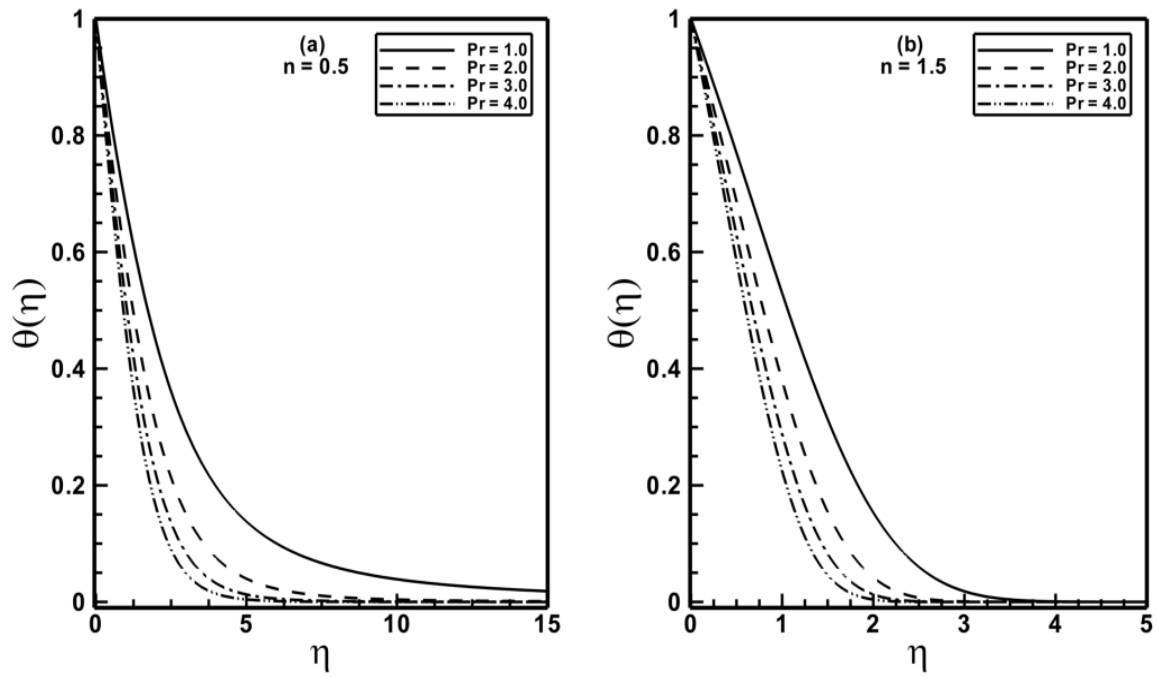 1
0.8
0.6
0.4
0.2
0
θ(η)
(a)
n = 0.5
Pr = 1.0
Pr = 2.0
Pr = 3.0
Pr = 4.0
0 5 10 15
η
1
0.8
0.6
0.4
0.2
0
θ(η)
(b)
n = 1.5
Pr = 1.0
Pr = 2.0
Pr = 3.0
Pr = 4.0
0 1 2 3 4 5
η